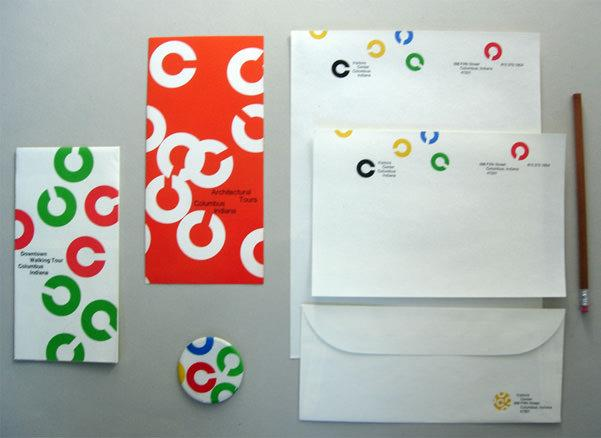 Architectural
Tours
Columbus
Indiana
Downtown
Walking Tour
Columbus
Indiana
Visitors
Center
Columbus
Indiana
47201
506 Fifth Street
Columbus, Indiana
47201
812 372 1954
Visitors
Center
Columbus
Indiana
506 Fifth Street
Columbus, Indiana
47201
812 372 1954
Visitors
Center
506 Fifth Street
Columbus, Indiana
47201